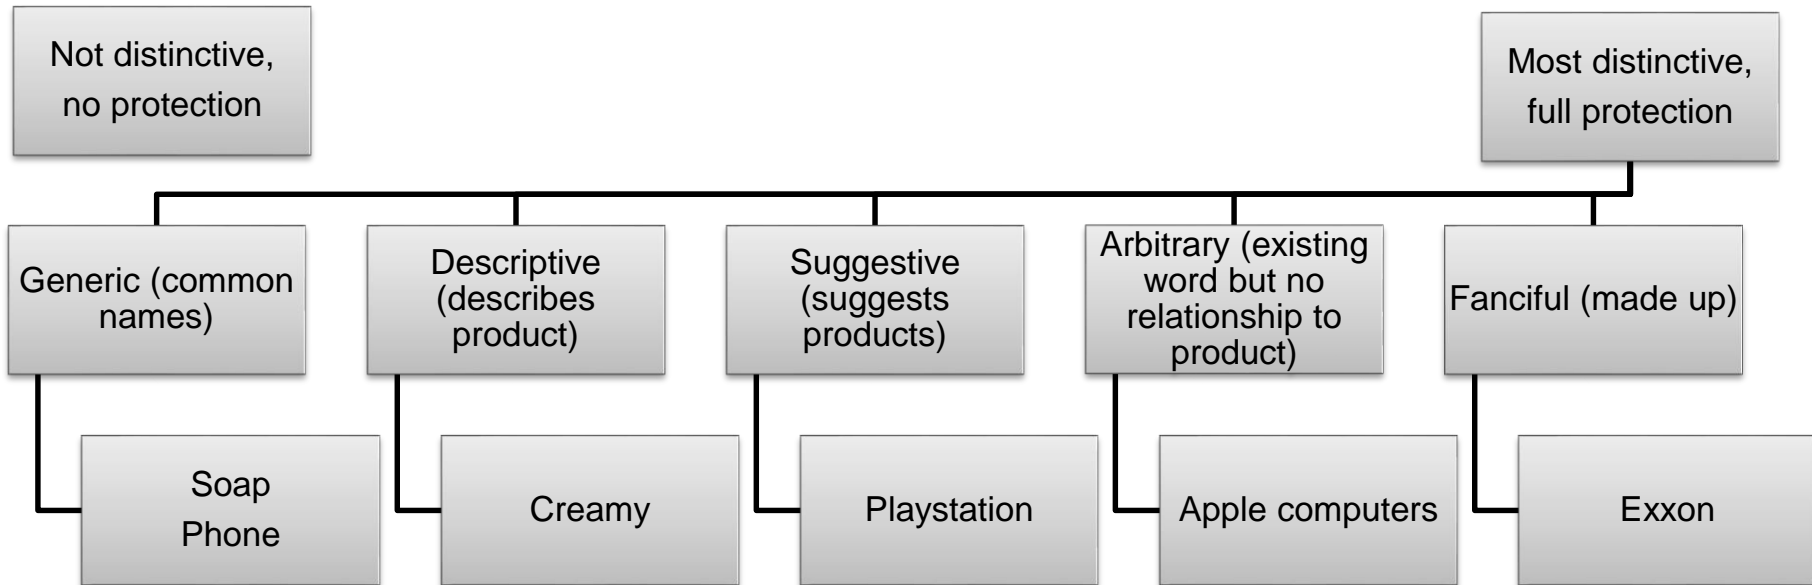 Not distinctive,
no protection
Most distinctive,
full protection
Generic (common
names)
Descriptive
(describes
product)
Suggestive
(suggests
products)
Arbitrary (existing
word but no
relationship to
product)
Fanciful (made up)
Soap
Phone
Creamy
Playstation
Apple computers
Exxon